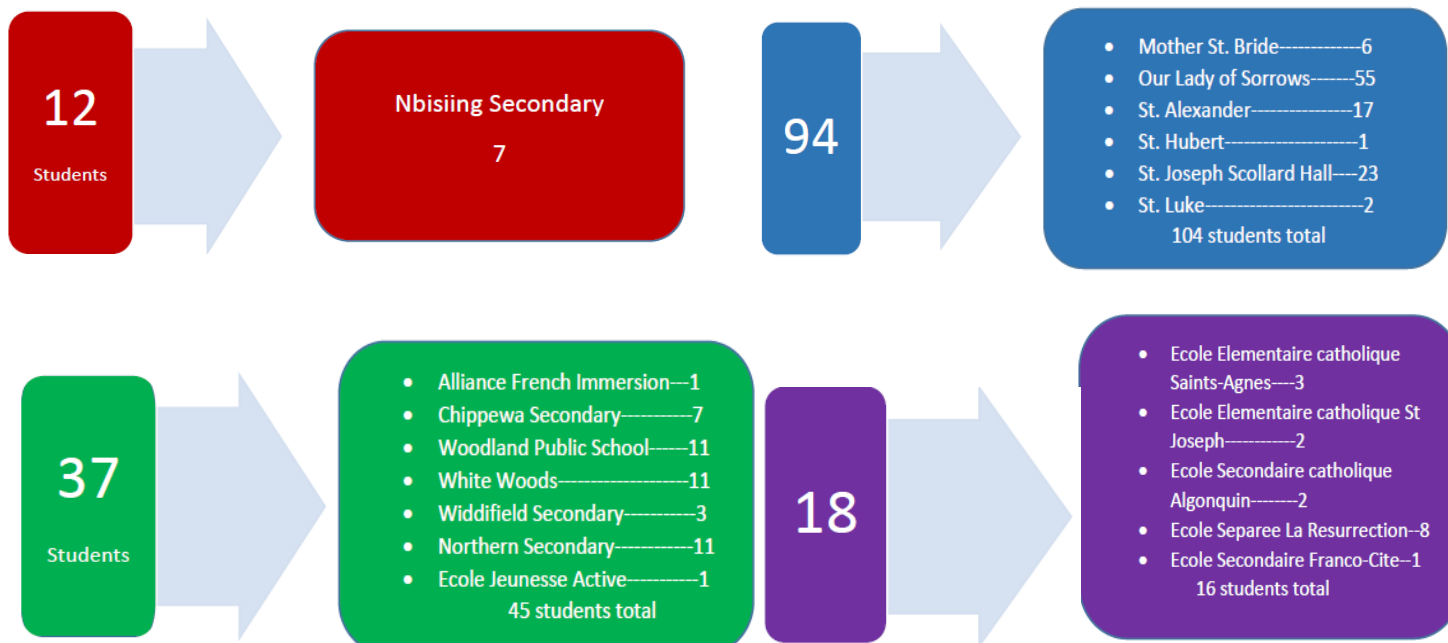 12
Students
Nbisiing Secondary
7
94
• Mother St. Bride-------------6
• Our Lady of Sorrows-------55
• St. Alexander----------------17
• St. Hubert---------------------1
• St. Joseph Scollard Hall----23
• St. Luke-------------------------2
104 students total
37
Students
• Alliance French Immersion---1
• Chippewa Secondary-----------7
• Woodland Public School------11
• White Woods---------------------11
• Widdifield Secondary-----------3
• Northern Secondary------------11
• Ecole Jeunesse Active-----------1
45 students total
18
• Ecole Elementaire catholique
Saints-Agnes----3
• Ecole Elementaire catholique St
Joseph------------2
• Ecole Secondaire catholique
Algonquin--------2
• Ecole Separee La Resurrection--8
• Ecole Secondaire Franco-Cite--1
16 students total